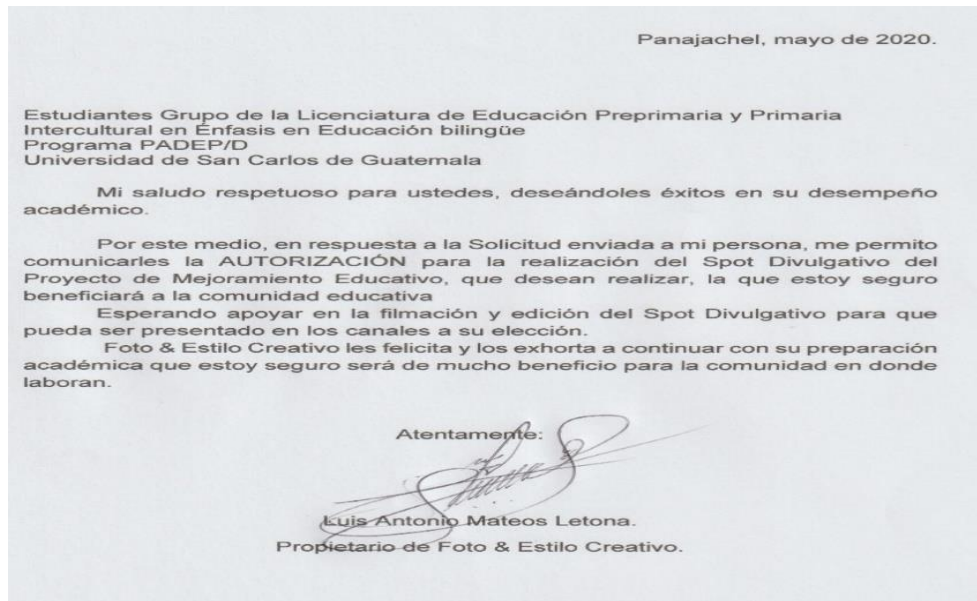 Panajachel, mayo de 2020.
Estudiantes Grupo de la Licenciatura de Educación Preprimaria y Primaria
Intercultural en Énfasis en Educación bilingüe
Programa PADEP/D
Universidad de San Carlos de Guatemala
Mi saludo respetuoso para ustedes, deseándoles éxitos en su desempeño
académico.
Por este medio, en respuesta a la Solicitud enviada a mi persona, me permito
comunicarles la AUTORIZACIÓN para la realización del Spot Divulgativo del
Proyecto de Mejoramiento Educativo, que desean realizar, la que estoy seguro
beneficiará a la comunidad educativa
Esperando apoyar en la filmación y edición del Spot Divulgativo para que
pueda ser presentado en los canales a su elección.
Foto & Estilo Creativo les felicita y los exhorta a continuar con su preparación
académica que estoy seguro será de mucho beneficio para la comunidad en donde
laboran.
Atentamente:
Luis Antonio Mateos Letona.
Propietario de Foto & Estilo Creativo.